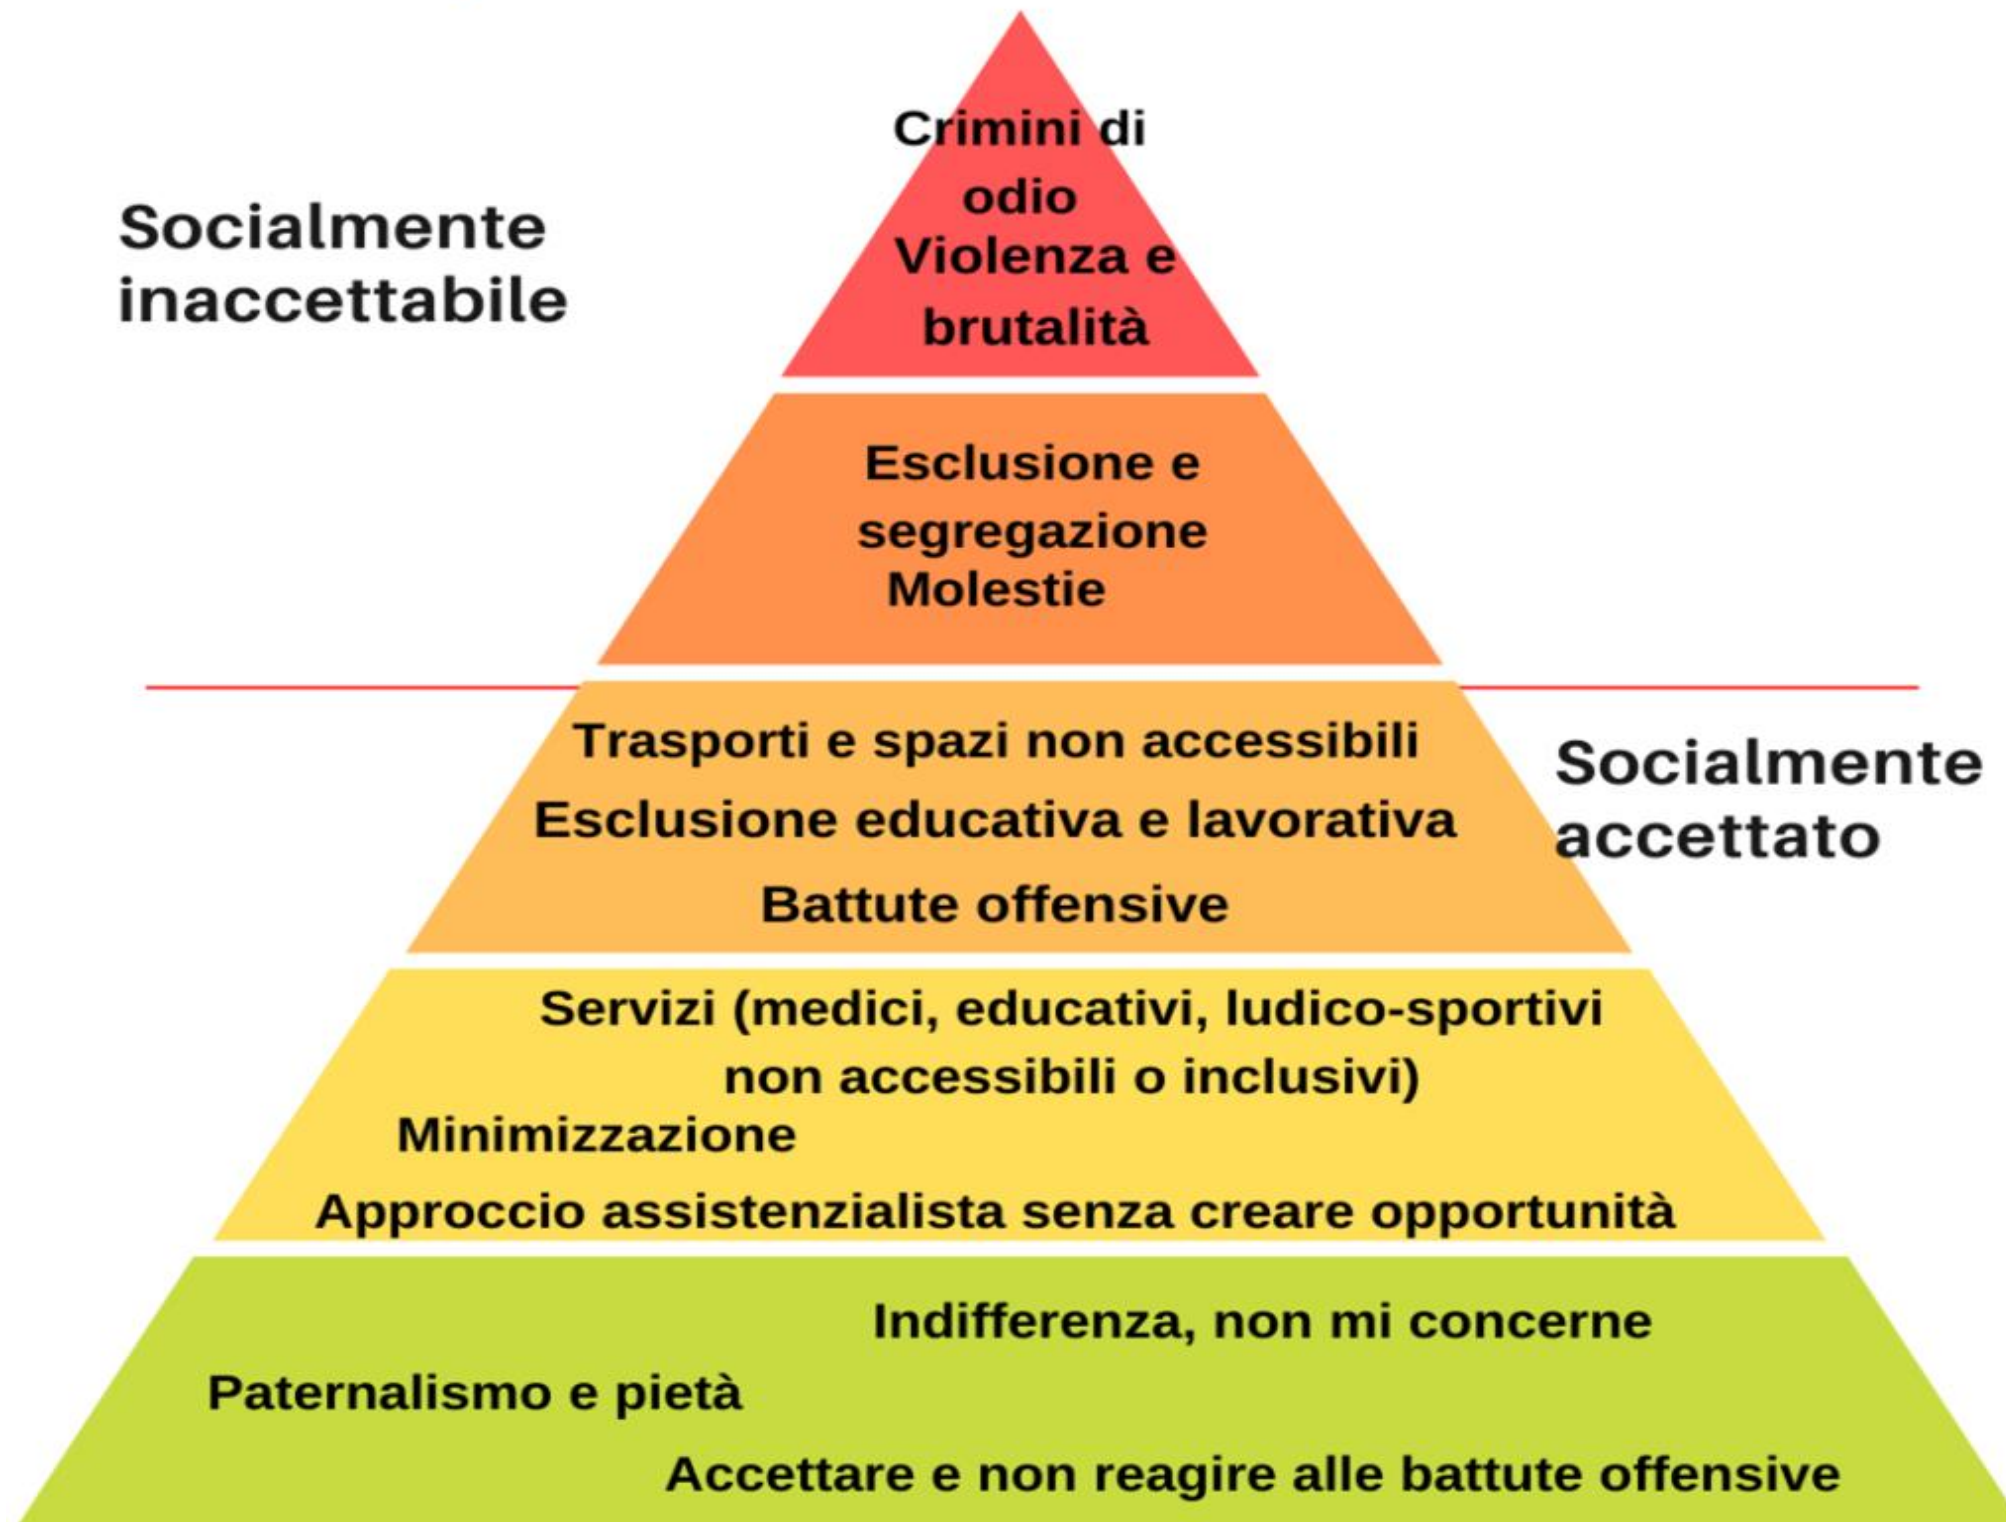 Crimini di
odio
Violenza e
brutalità
Socialmente
inaccettabile
Esclusione e
segregazione
Molestie
Trasporti e spazi non accessibili
Esclusione educativa e lavorativa
Battute offensive
Socialmente
accettato
Servizi (medici, educativi, ludico-sportivi
non accessibili o inclusivi)
Minimizzazione
Approccio assistenzialista senza creare opportunità
Indifferenza, non mi concerne
Paternalismo e pietà
Accettare e non reagire alle battute offensive